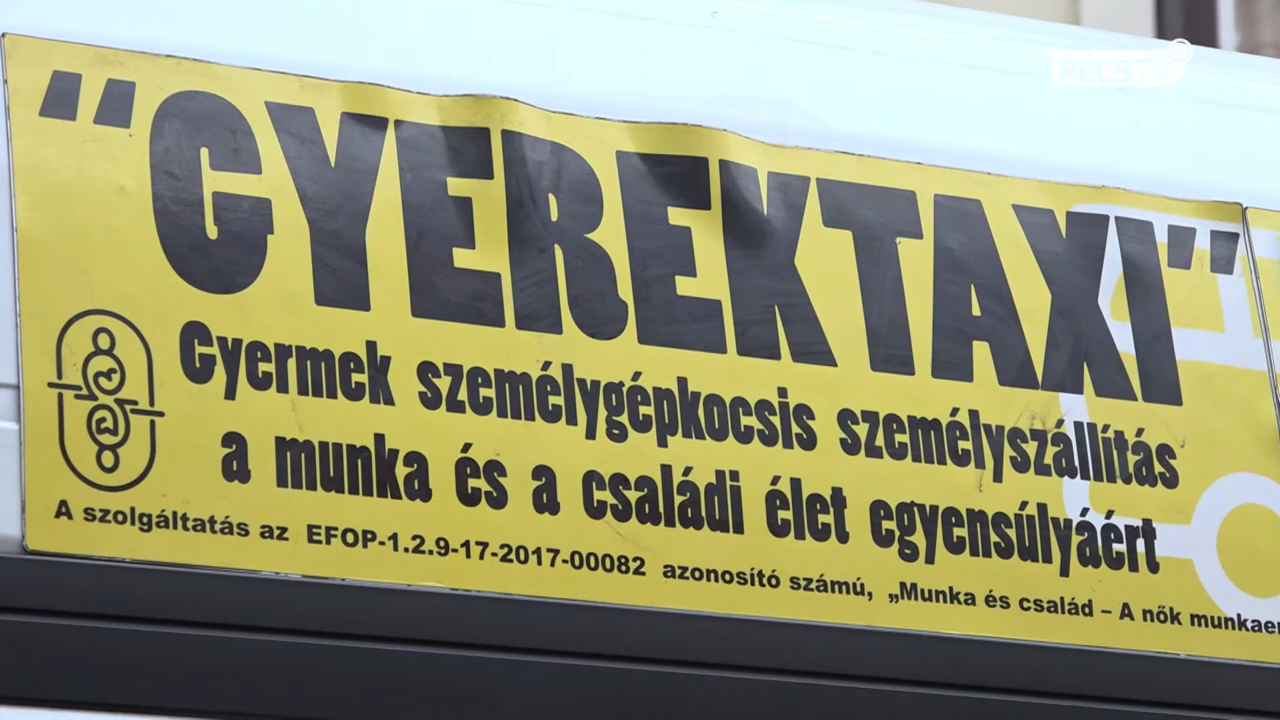 PÉCSTV
"GYEREKTAXI"
Gyermek személygépkocsis személyszállítás
a munka és a családi élet egyensúlyáért
A szolgáltatás az EFOP-1.2.9-17-2017-00082 azonosító számú, „Munka és család – A nők munkaer